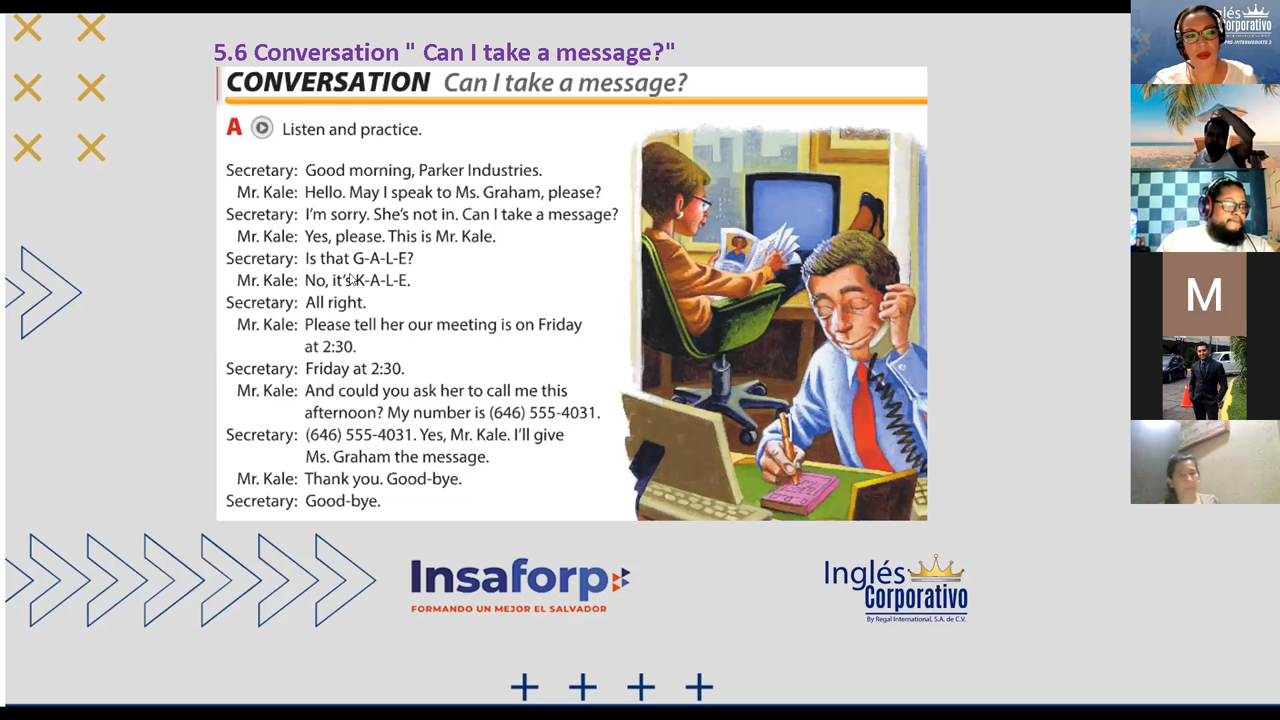 5.6 Conversation " Can I take a message?"
CONVERSATION Can I take a message?
A Listen and practice.
Secretary: Good morning, Parker Industries.
Mr. Kale: Hello. May I speak to Ms. Graham, please?
Secretary: I'm sorry. She's not in. Can I take a message?
Mr. Kale: Yes, please. This is Mr. Kale.
Secretary: Is that G-A-L-E?
Mr. Kale: No, it's K-A-L-E.
Secretary: All right.
Mr. Kale: Please tell her our meeting is on Friday
at 2:30.
Secretary: Friday at 2:30.
Mr. Kale: And could you ask her to call me this
afternoon? My number is (646) 555-4031.
Secretary: (646) 555-4031. Yes, Mr. Kale. I'll give
Ms. Graham the message.
Mr. Kale: Thank you. Good-bye.
Secretary: Good-bye.
Insaforp
FORMANDO UN MEJOR EL SALVADOR
Inglés
Corporativo
By Regal International, S.A. de C.V.
glés
Corporativo
PRE-INTERMEDIATE 2
M